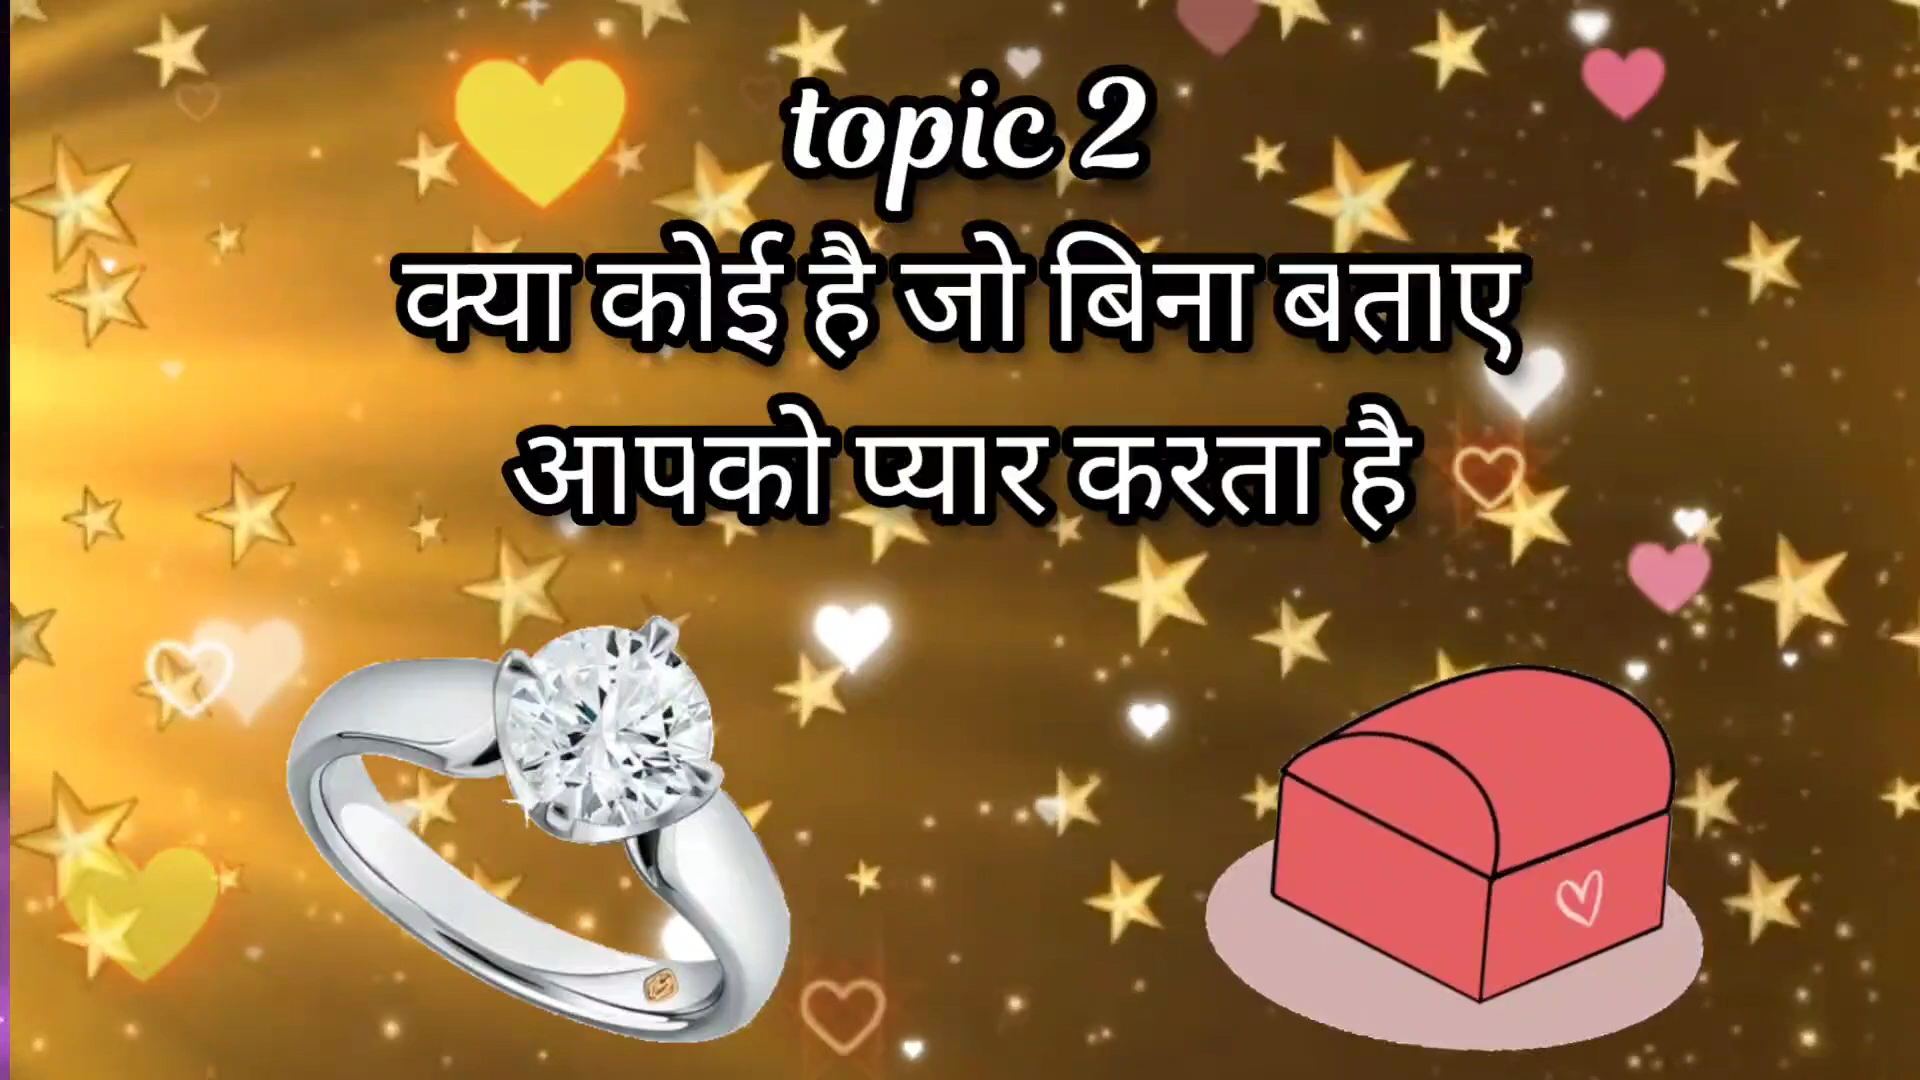 topic 2
क्या कोई है जो बिना बताए
आपको प्यार करता है